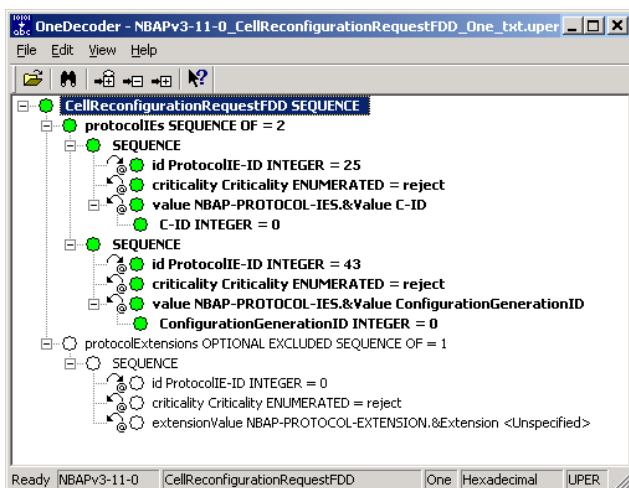 OneDecoder - NBAPv3-11-0_CellReconfigurationRequestFDD_One_txt.uper
File Edit View Help
CellReconfigurationRequestFDD SEQUENCE
protocolIEs SEQUENCE OF = 2
SEQUENCE
id ProtocolIE-ID INTEGER = 25
criticality Criticality ENUMERATED = reject
value NBAP-PROTOCOL-IES.&Value C-ID
C-ID INTEGER = 0
SEQUENCE
id ProtocolIE-ID INTEGER = 43
criticality Criticality ENUMERATED = reject
value NBAP-PROTOCOL-IES.&Value ConfigurationGenerationID
ConfigurationGenerationID INTEGER = 0
protocolExtensions OPTIONAL EXCLUDED SEQUENCE OF = 1
SEQUENCE
id ProtocolIE-ID INTEGER = 0
criticality Criticality ENUMERATED = reject
extensionValue NBAP-PROTOCOL-EXTENSION.&Extension <Unspecified>
Ready NBAPv3-11-0 CellReconfigurationRequestFDD One Hexadecimal UPER